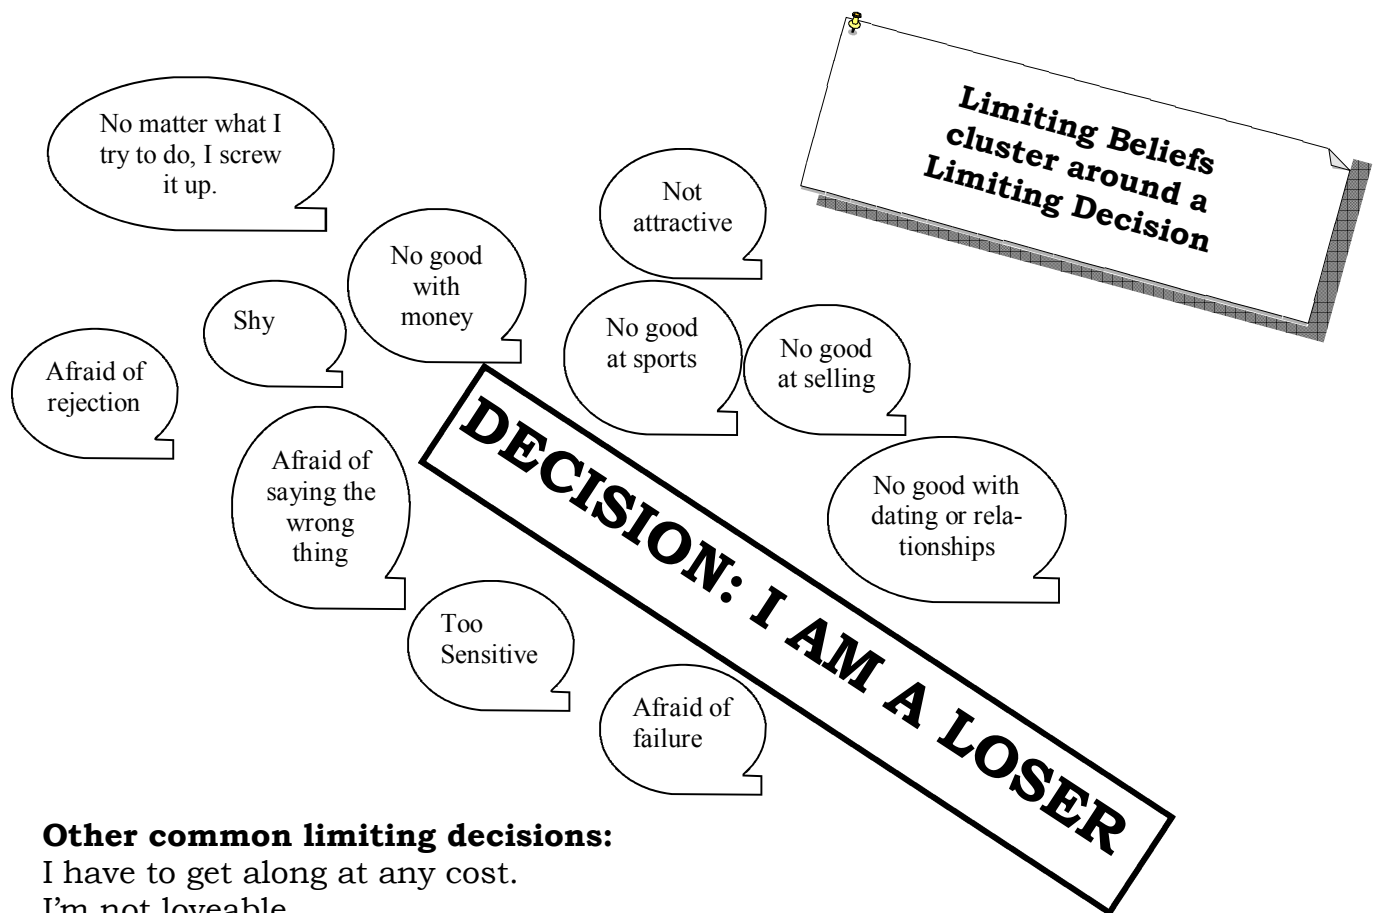 Limiting Beliefs
cluster around a
Limiting Decision
No matter what I
try to do, I screw
it up.
Not
attractive
No good
with
money
Shy
No good
at sports
No good
at selling
Afraid of
rejection
Afraid of
saying the
wrong
thing
No good with
dating or rela-
tionships
DECISION: I AM A LOSER
Too
Sensitive
Afraid of
failure
Other common limiting decisions:
I have to get along at any cost.
I'm not loveable